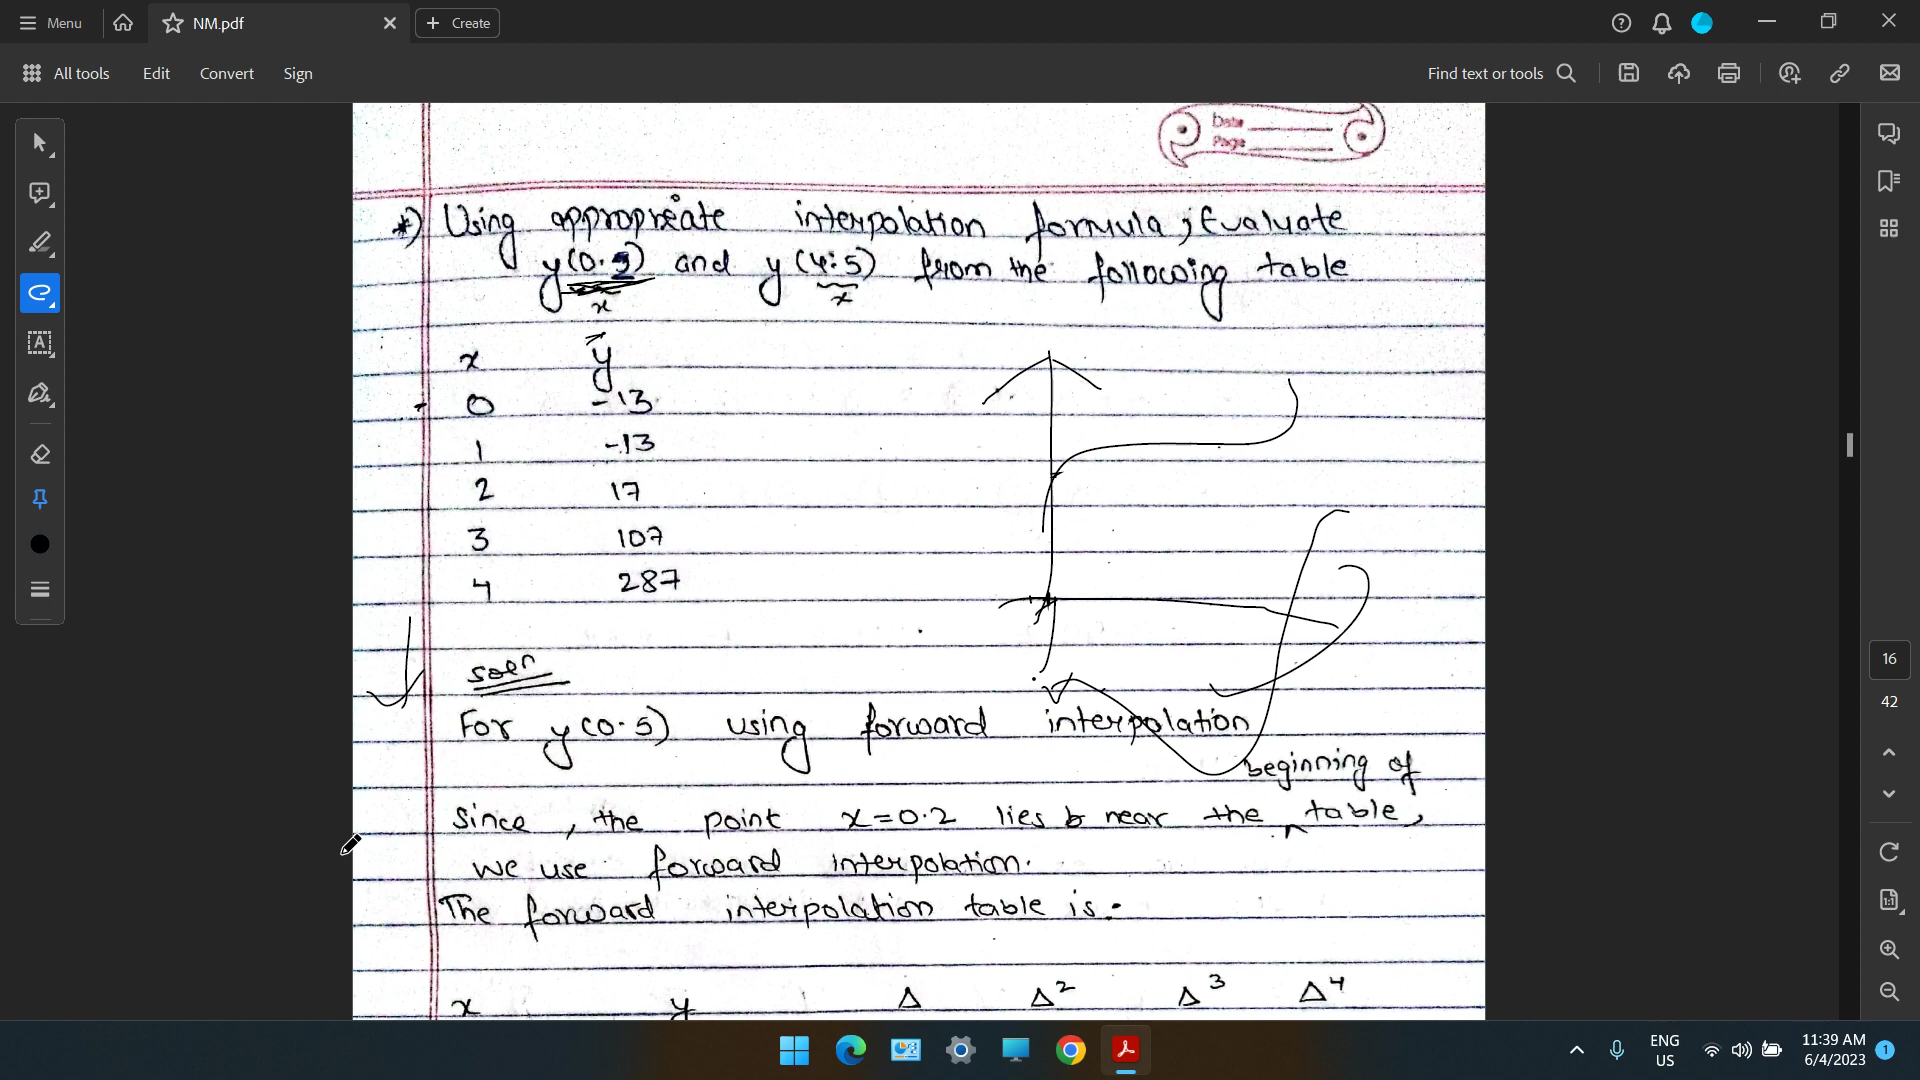 Menu
NM.pdf
Create
All tools
Edit
Convert
Sign
Find text or tools
Date
Page
*) Using appropriate interpolation formula, Evaluate
y(0.5) and y(4.5) from the following table
x x
x y
0 -13
1 -13
2 17
3 107
4 287
soln
For y(0.5) using forward interpolation
beginning of
Since, the point x=0.2 lies near the table,
we use forward interpolation.
The forward interpolation table is:
x y Δ Δ² Δ³ Δ⁴
16
42
1:1
ENG
US
11:39 AM
6/4/2023
1